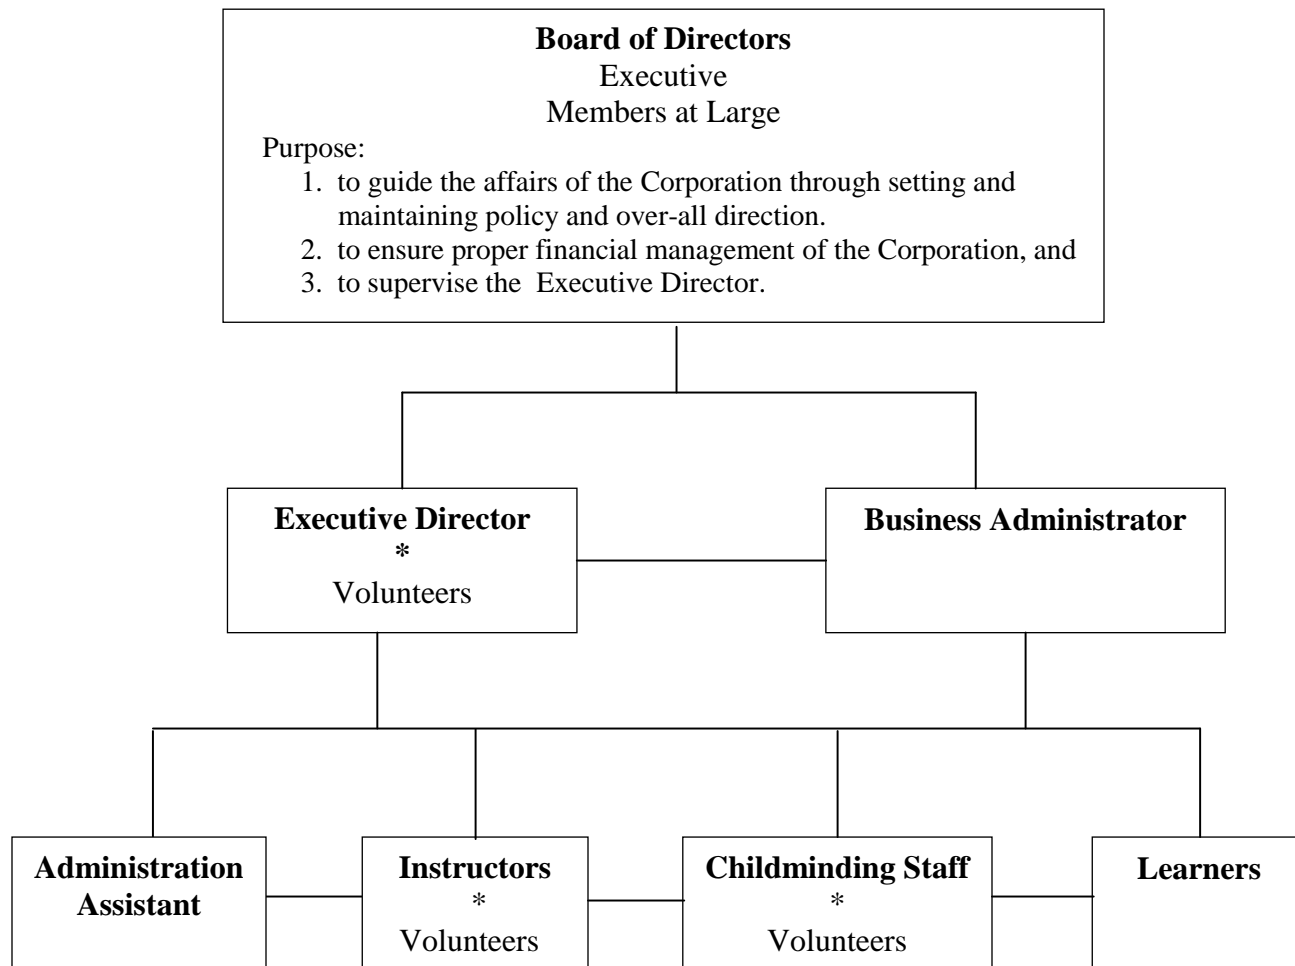 Board of Directors
Executive
Members at Large
Purpose:
1. to guide the affairs of the Corporation through setting and
maintaining policy and over-all direction.
2. to ensure proper financial management of the Corporation, and
3. to supervise the Executive Director.
Executive Director
*
Volunteers
Business Administrator
Administration
Assistant
Instructors
*
Volunteers
Childminding Staff
*
Volunteers
Learners